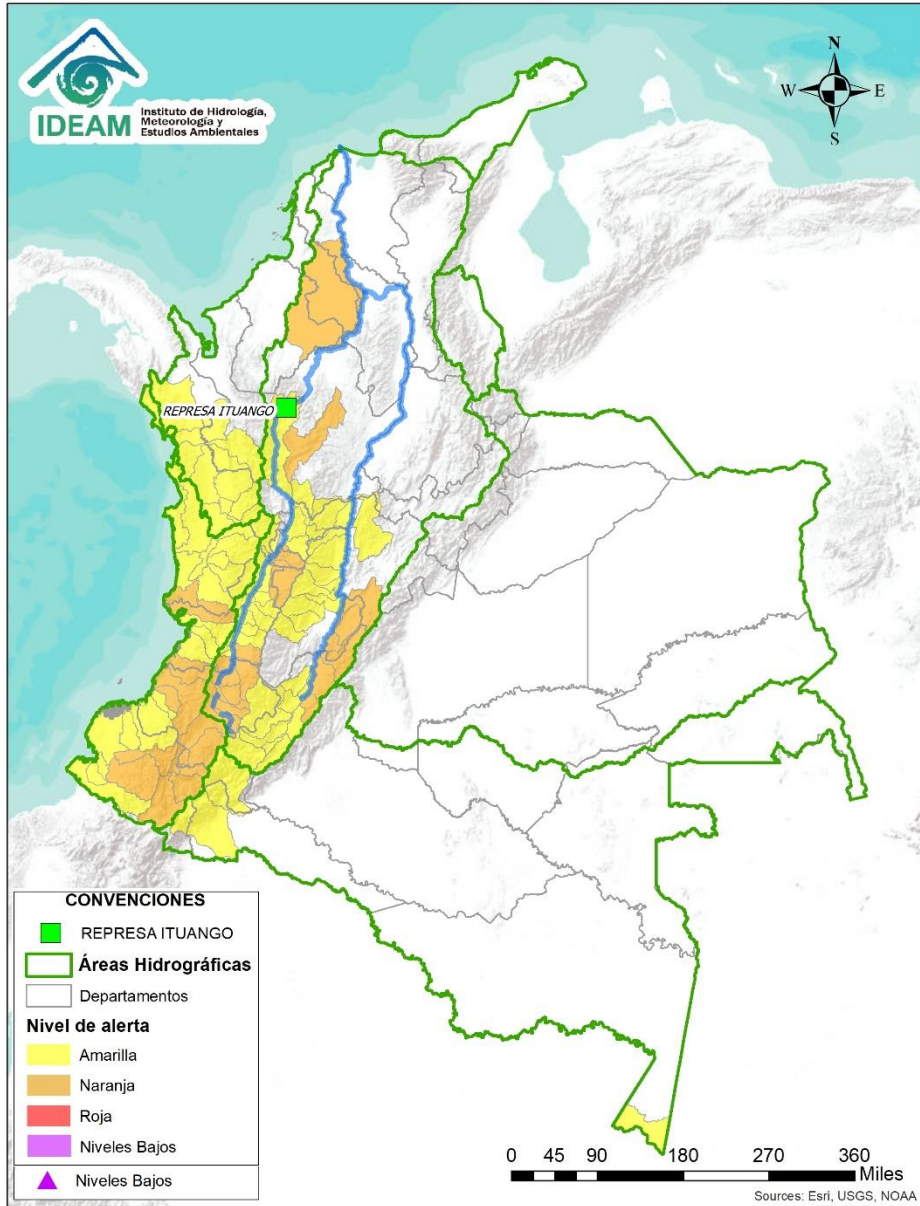 IDEAM
Instituto de Hidrología,
Meteorología y
Estudios Ambientales
N
W
E
S
REPRESA ITUANGO
CONVENCIONES
REPRESA ITUANGO
Áreas Hidrográficas
Departamentos
Nivel de alerta
Amarilla
Naranja
Roja
Niveles Bajos
Niveles Bajos
0 45 90 180 270 360
Miles
Sources: Esri, USGS, NOAA